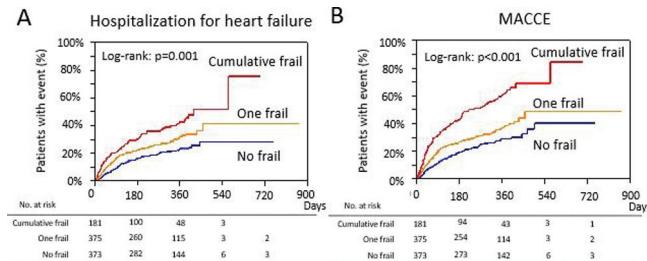 A
Hospitalization for heart failure
100%
80%
60%
40%
20%
0%
Patients with event (%)
Log-rank: p=0.001
Cumulative frail
One frail
No frail
0 180 360 540 720 900
Days
No. at risk
Cumulative frail 181 100 48 3
One frail 375 260 115 3 2
No frail 373 282 144 6 3
B
MACCE
100%
80%
60%
40%
20%
0%
Patients with event (%)
Log-rank: p<0.001
Cumulative frail
One frail
No frail
0 180 360 540 720 900
Days
No. at risk
Cumulative frail 181 94 43 3 1
One frail 375 254 114 3 2
No frail 373 273 142 6 3